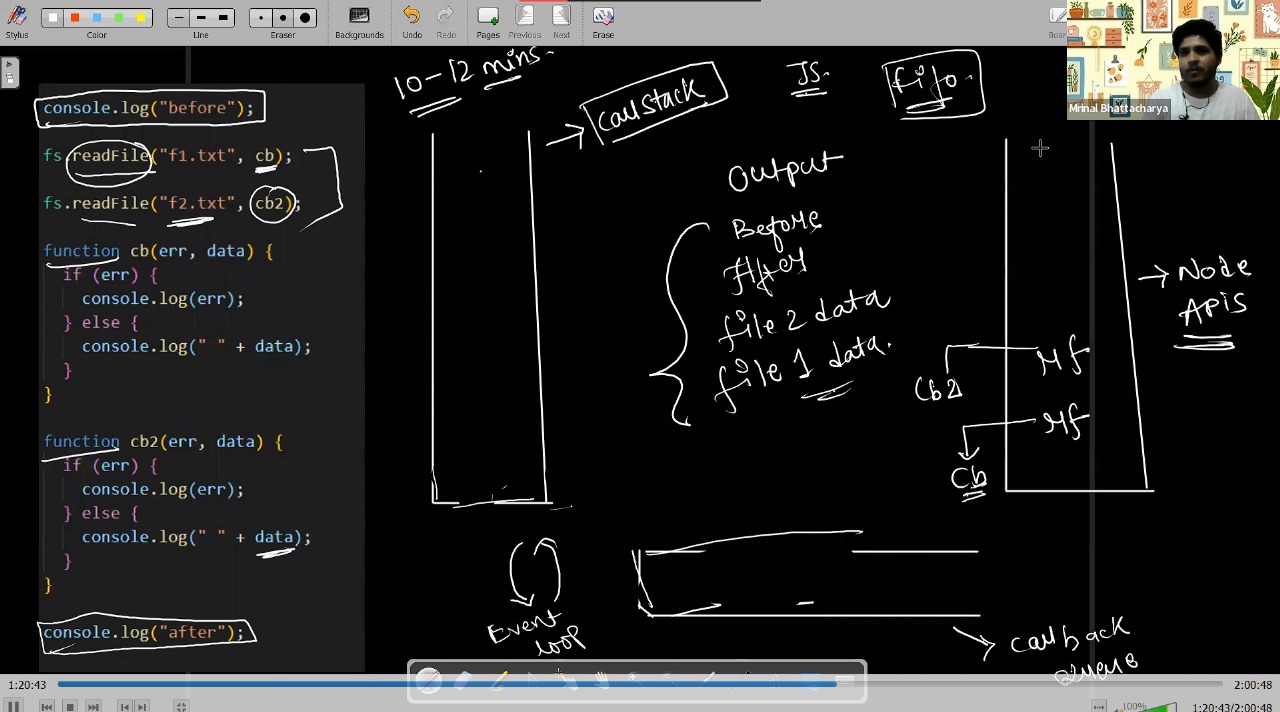 Stylus
Color
Line
Eraser
Background
Undo
Redo
Pages
Previous
Next
Erase
Boar
Mrinal Bhattacharya
console.log("before");
fs.readFile("f1.txt", cb);
fs.readFile("f2.txt", cb2);
function cb(err, data) {
if (err) {
console.log(err);
} else {
console.log(" " + data);
}
}
function cb2(err, data) {
if (err) {
console.log(err);
} else {
console.log(" " + data);
}
}
console.log("after");
10-12 mins.
Callstack
JS.
Output
Before
After
file 2 data
file 1 data.
Node
APIs
Cb2
Cb
Event
loop
Callback
Queue
1:20:43
2:00:48
100%
1:20:43/2:00:48